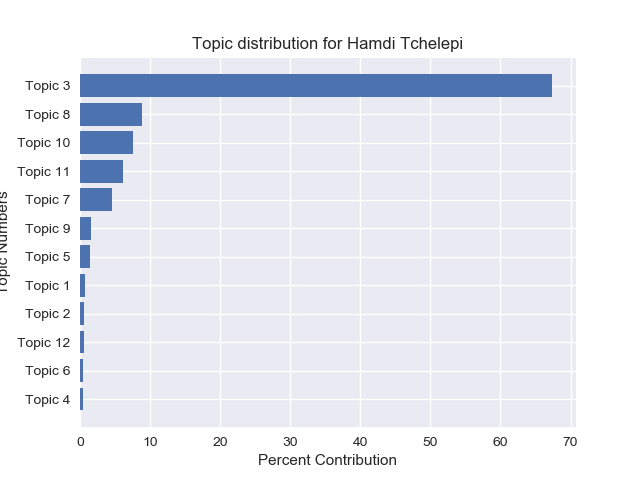 Topic distribution for Hamdi Tchelepi
Topic 3
Topic 8
Topic 10
Topic 11
Topic 7
Topic 9
Topic 5
Topic 1
Topic 2
Topic 12
Topic 6
Topic 4
Topic Numbers
0 10 20 30 40 50 60 70
Percent Contribution